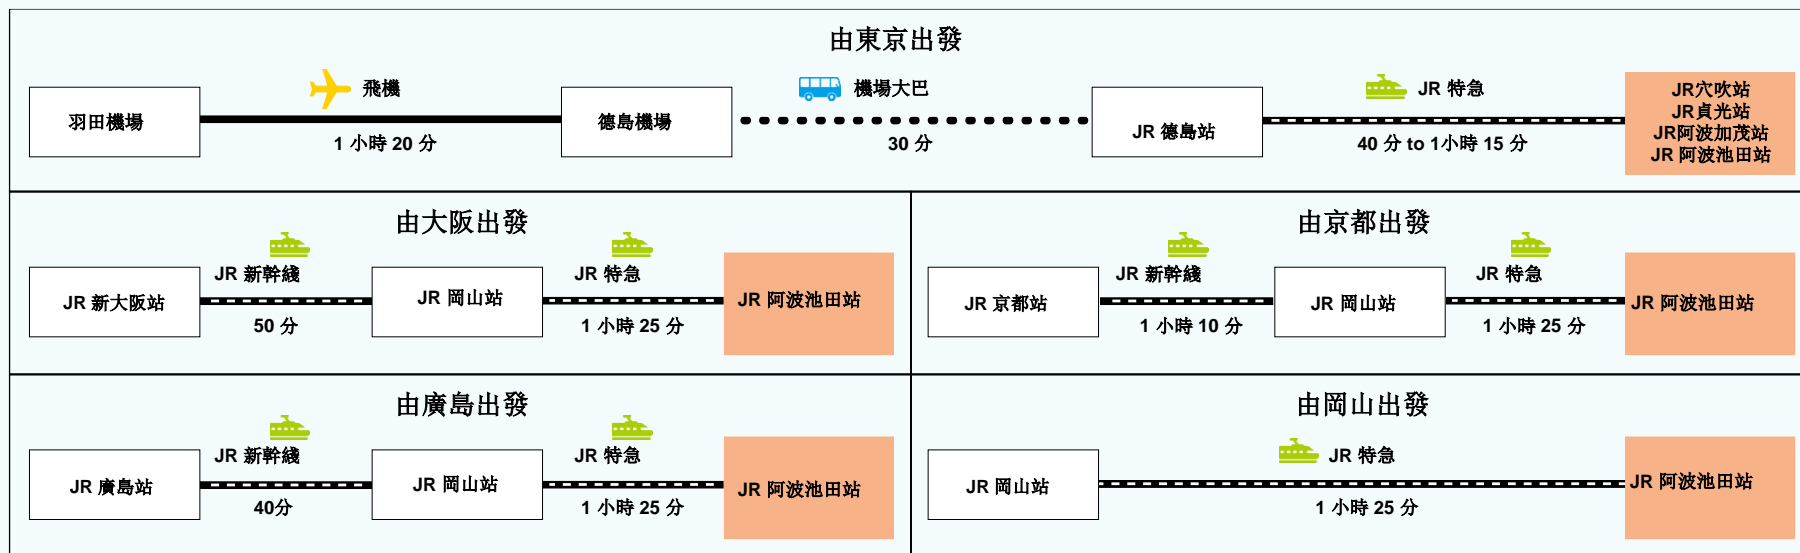 由東京出發
飛機
機場大巴
JR 特急
羽田機場
德島機場
JR 德島站
JR穴吹站
JR貞光站
JR阿波加茂站
JR 阿波池田站
1 小時 20 分
30 分
40 分 to 1小時 15 分
由大阪出發
JR 新幹綫
JR 特急
JR 新大阪站
JR 岡山站
JR 阿波池田站
50 分
1 小時 25 分
由京都出發
JR 新幹綫
JR 特急
JR 京都站
JR 岡山站
JR 阿波池田站
1 小時 10 分
1 小時 25 分
由廣島出發
JR 新幹綫
JR 特急
JR 廣島站
JR 岡山站
JR 阿波池田站
40分
1 小時 25 分
由岡山出發
JR 特急
JR 岡山站
JR 阿波池田站
1 小時 25 分